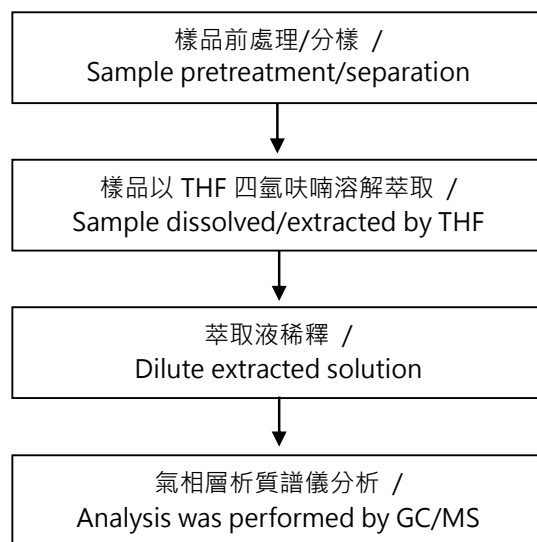 樣品前處理/分樣 /
Sample pretreatment/separation
樣品以 THF 四氫呋喃溶解萃取 /
Sample dissolved/extracted by THF
萃取液稀釋 /
Dilute extracted solution
氣相層析質譜儀分析 /
Analysis was performed by GC/MS